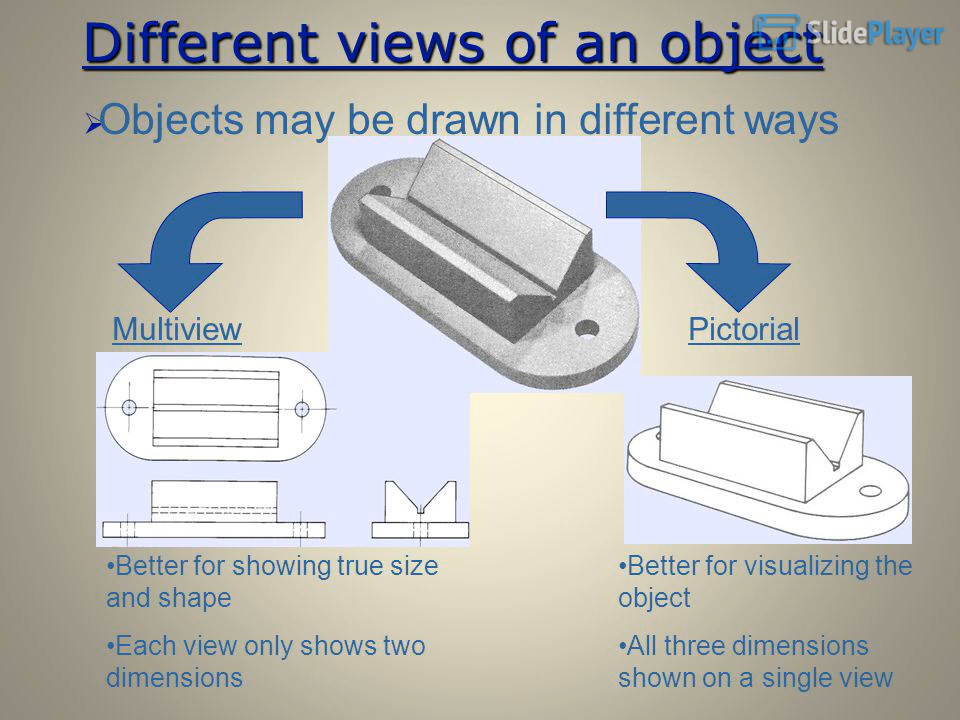 Different views of an object
SlidePlayer
➢Objects may be drawn in different ways
Multiview
Pictorial
•Better for showing true size
and shape
•Each view only shows two
dimensions
•Better for visualizing the
object
•All three dimensions
shown on a single view